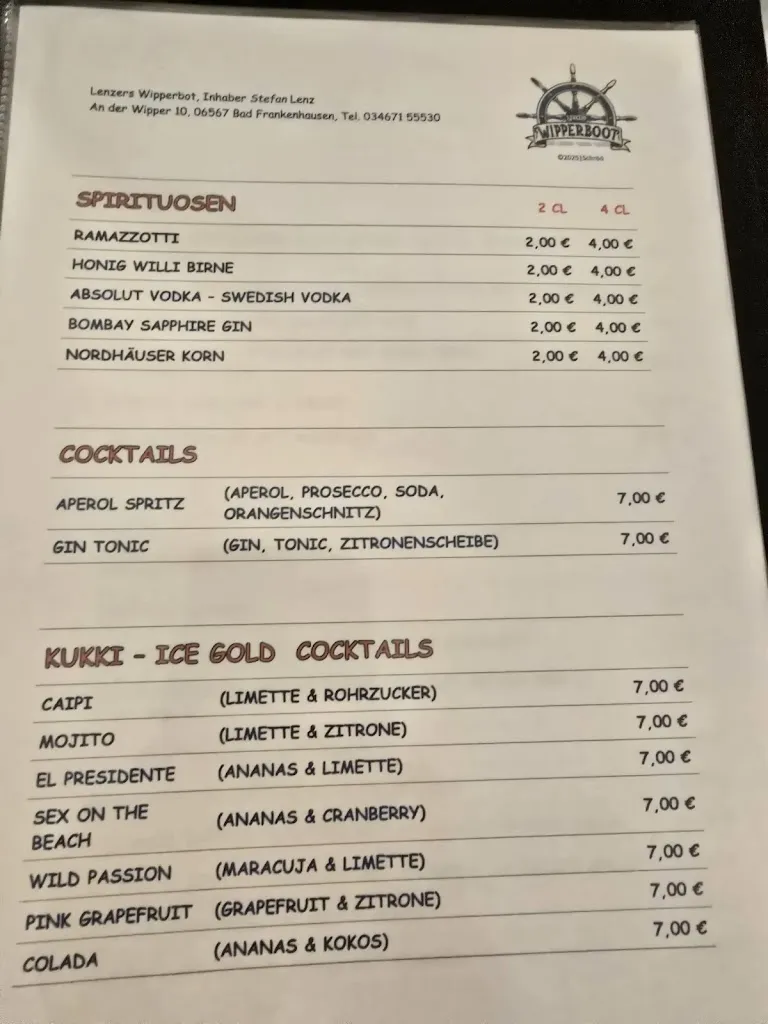 Lenzers Wipperbot, Inhaber Stefan Lenz
An der Wipper 10, 06567 Bad Frankenhausen, Tel. 034671 55530
WIPPERBOOT
SPIRITUOSEN 2 CL 4 CL
RAMAZZOTTI 2,00 € 4,00 €
HONIG WILLI BIRNE 2,00 € 4,00 €
ABSOLUT VODKA - SWEDISH VODKA 2,00 € 4,00 €
BOMBAY SAPPHIRE GIN 2,00 € 4,00 €
NORDHÄUSER KORN 2,00 € 4,00 €
COCKTAILS
APEROL SPRITZ (APEROL, PROSECCO, SODA, 7,00 €
ORANGENSCHNITZ)
GIN TONIC (GIN, TONIC, ZITRONENSCHEIBE) 7,00 €
KUKKI - ICE GOLD COCKTAILS
CAIPI (LIMETTE & ROHRZUCKER) 7,00 €
MOJITO (LIMETTE & ZITRONE) 7,00 €
EL PRESIDENTE (ANANAS & LIMETTE) 7,00 €
SEX ON THE (ANANAS & CRANBERRY) 7,00 €
BEACH
WILD PASSION (MARACUJA & LIMETTE) 7,00 €
PINK GRAPEFRUIT (GRAPEFRUIT & ZITRONE) 7,00 €
COLADA (ANANAS & KOKOS) 7,00 €